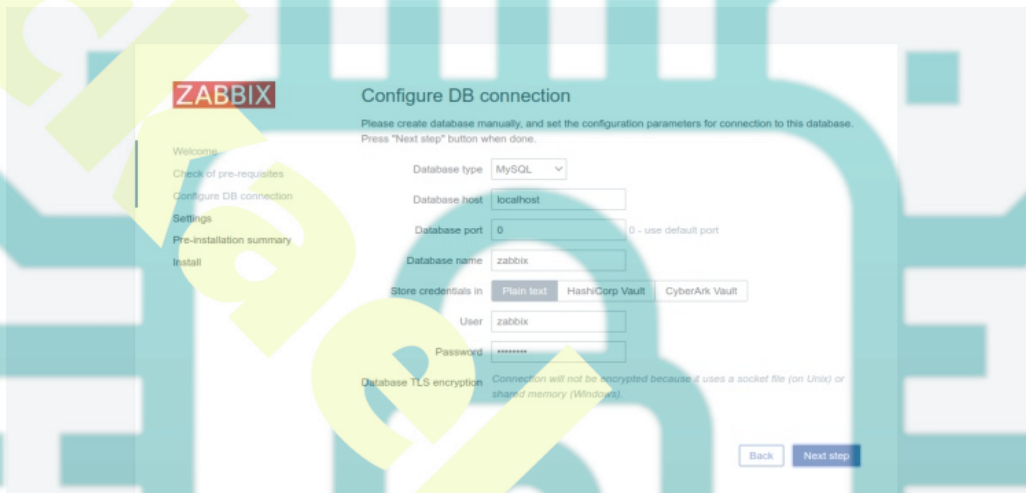 ZABBIX
Welcome
Check of pre-requisites
Configure DB connection
Settings
Pre-installation summary
Install
Configure DB connection
Please create database manually, and set the configuration parameters for connection to this database.
Press "Next step" button when done.
Database type MySQL
Database host localhost
Database port 0 0 - use default port
Database name zabbix
Store credentials in Plain text HashiCorp Vault CyberArk Vault
User zabbix
Password ••••••••
Database TLS encryption Connection will not be encrypted because it uses a socket file (on Unix) or
shared memory (Windows).
Back Next step